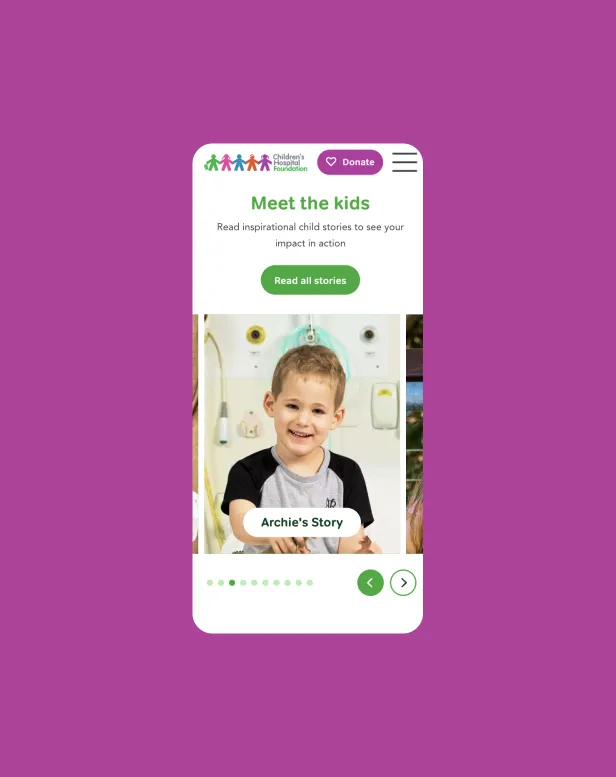 Children's
Hospital
Foundation
Donate
Meet the kids
Read inspirational child stories to see your
impact in action
Read all stories
Archie's Story